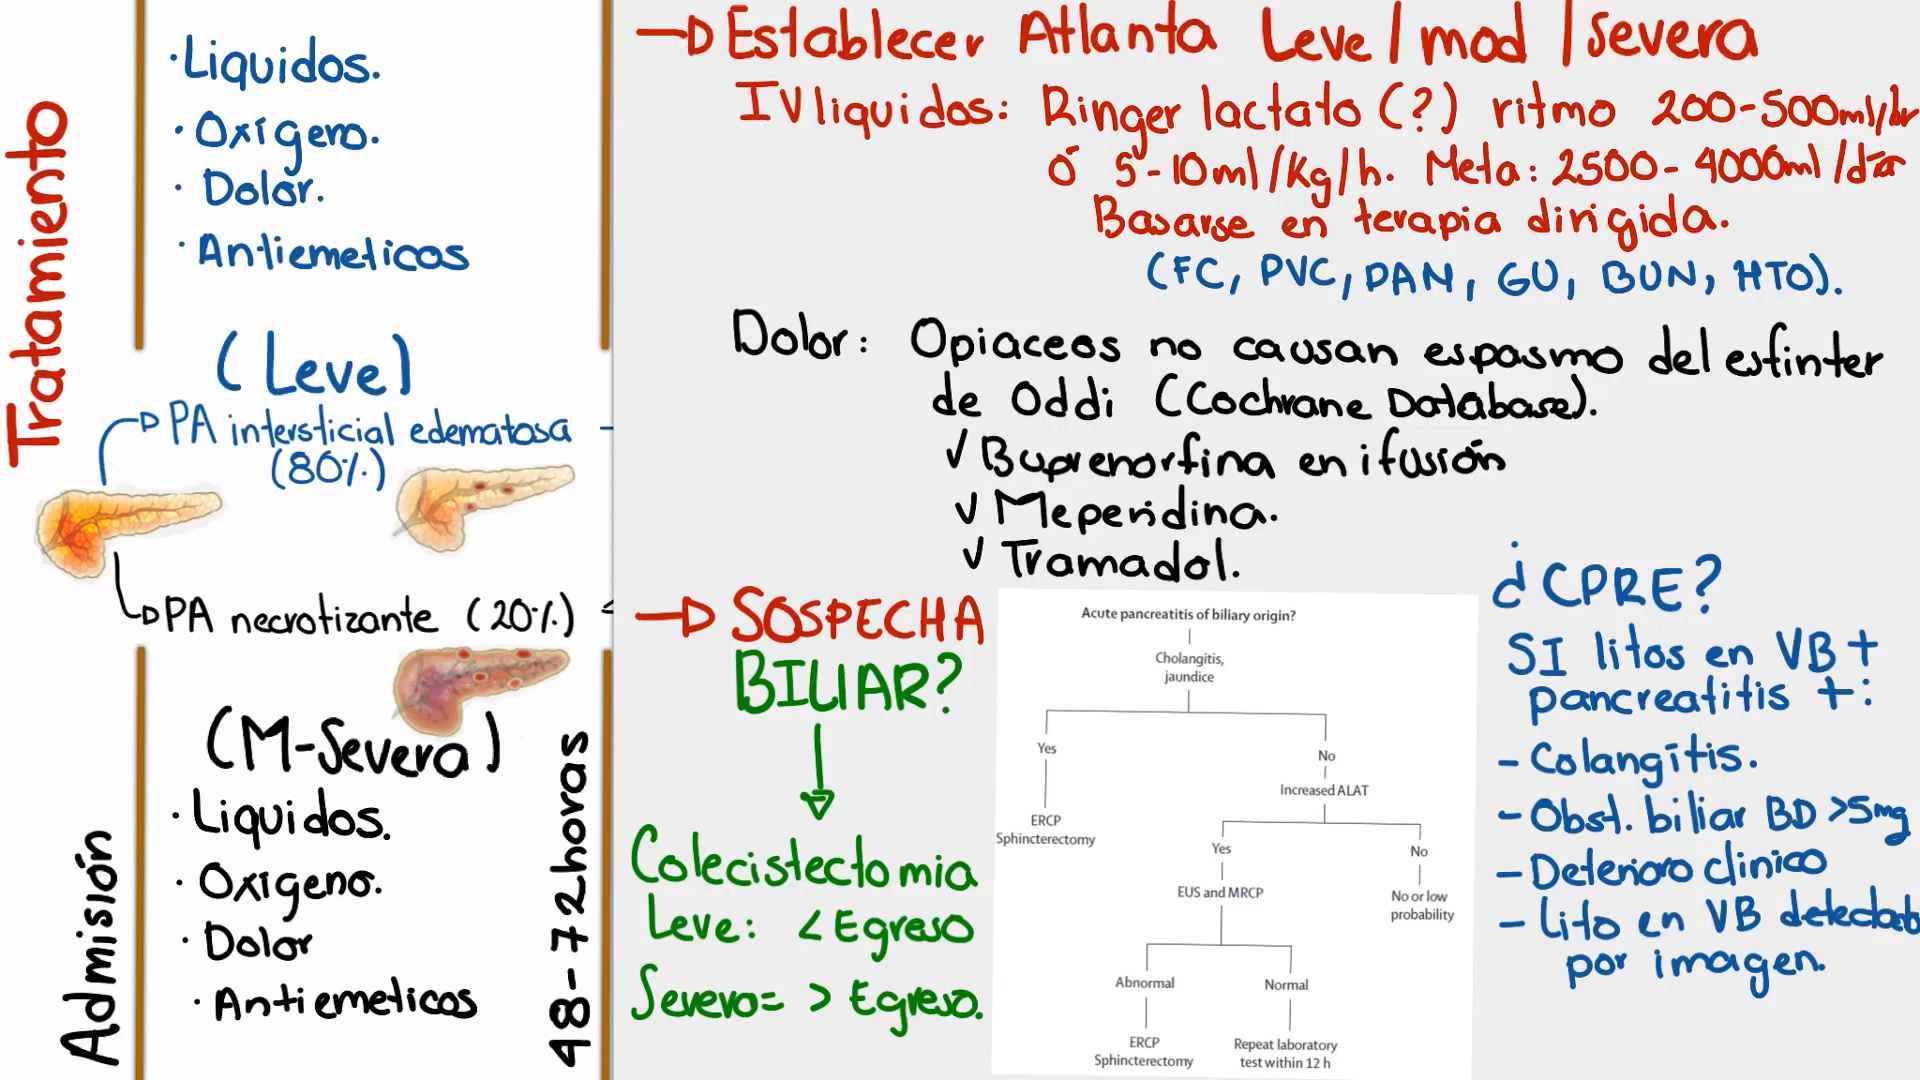 Tratamiento
·Liquidos.
·Oxígeno.
·Dolor.
·Antiemeticos
(Leve)
PA intersticial edematosa
(80%)
PA necrotizante (20%)
(M-Severa)
·Liquidos.
·Oxigeno.
·Dolor
·Antiemeticos
Admisión
48-72horas
Establecer Atlanta Leve/mod/severa
IV liquidos: Ringer lactato (?) ritmo 200-500ml/hr
ó 5-10ml/Kg/h. Meta: 2500-4000ml/día
Basarse en terapia dirigida.
(FC, PVC, PAN, GU, BUN, HTO).
Dolor: Opiaceos no causan espasmo del esfinter
de Oddi (Cochrane Database).
✓ Buprenorfina en ifusión
✓ Meperidina.
✓ Tramadol.
SOSPECHA
BILIAR?
Colecistectomia
Leve: < Egreso
Severo= > Egreso.
Acute pancreatitis of biliary origin?
Cholangitis,
jaundice
Yes
No
Increased ALAT
ERCP
Sphincterectomy
Yes
No
EUS and MRCP
No or low
probability
Abnormal
Normal
ERCP
Sphincterectomy
Repeat laboratory
test within 12 h
¿CPRE?
SI litos en VB +
pancreatitis +:
- Colangítis.
- Obst. biliar BD >5mg
- Deterioro clinico
- Lito en VB detectado
por imagen.